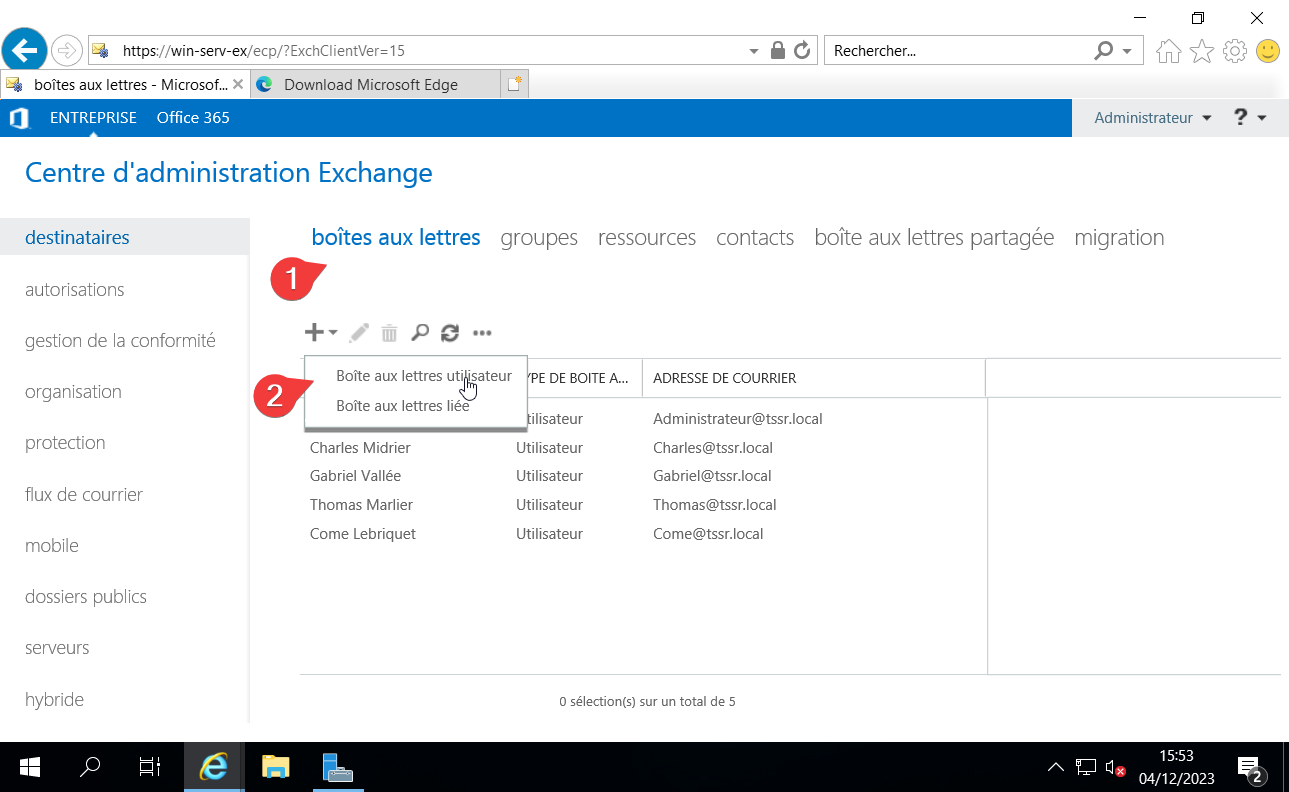 https://win-serv-ex/ecp/?ExchClientVer=15
Rechercher...
boîtes aux lettres - Microsof...
Download Microsoft Edge
ENTREPRISE
Office 365
Administrateur
?
Centre d'administration Exchange
destinataires
autorisations
gestion de la conformité
organisation
protection
flux de courrier
mobile
dossiers publics
serveurs
hybride
boîtes aux lettres
groupes
ressources
contacts
boîte aux lettres partagée
migration
1
2
Boîte aux lettres utilisateur
Boîte aux lettres liée
YPE DE BOITE A...
ADRESSE DE COURRIER
tilisateur
Administrateur@tssr.local
Charles Midrier
Utilisateur
Charles@tssr.local
Gabriel Vallée
Utilisateur
Gabriel@tssr.local
Thomas Marlier
Utilisateur
Thomas@tssr.local
Come Lebriquet
Utilisateur
Come@tssr.local
0 sélection(s) sur un total de 5
15:53
04/12/2023
2